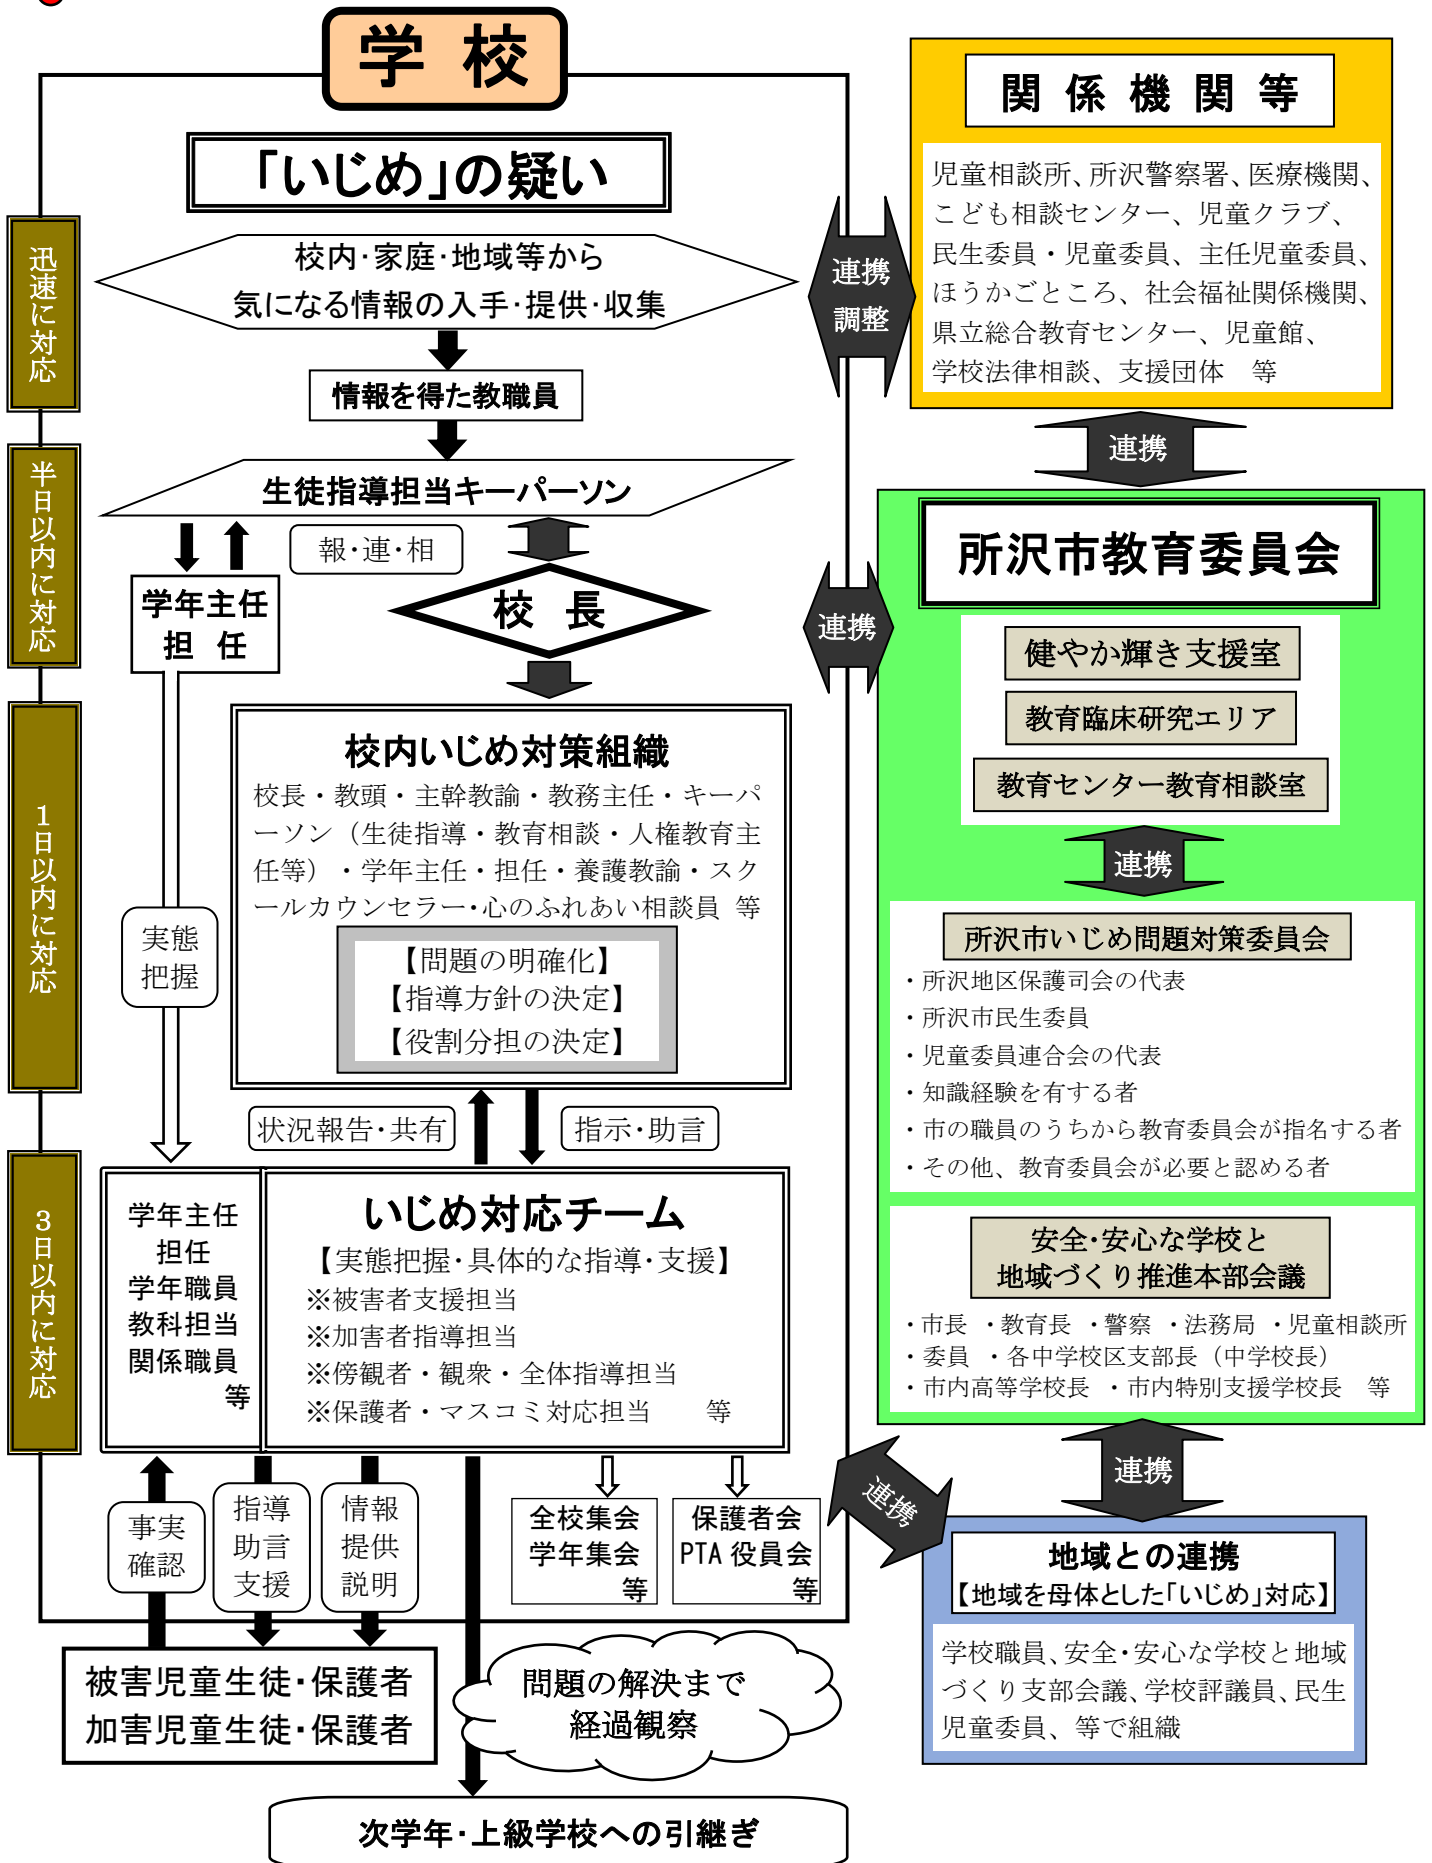 学 校
「いじめ」の疑い
迅速に対応
校内・家庭・地域等から
気になる情報の入手・提供・収集
情報を得た教職員
半日以内に対応
生徒指導担当キーパーソン
報・連・相
学年主任
担 任
校 長
1日以内に対応
校内いじめ対策組織
校長・教頭・主幹教諭・教務主任・キーパ
ーソン（生徒指導・教育相談・人権教育主
任等）・学年主任・担任・養護教諭・スク
ールカウンセラー・心のふれあい相談員 等
【問題の明確化】
【指導方針の決定】
【役割分担の決定】
実態
把握
状況報告・共有
指示・助言
3日以内に対応
学年主任
担任
学年職員
教科担当
関係職員
等
いじめ対応チーム
【実態把握・具体的な指導・支援】
※被害者支援担当
※加害者指導担当
※傍観者・観衆・全体指導担当
※保護者・マスコミ対応担当 等
事実
確認
指導
助言
支援
情報
提供
説明
全校集会
学年集会
等
保護者会
PTA 役員会
等
被害児童生徒・保護者
加害児童生徒・保護者
問題の解決まで
経過観察
次学年・上級学校への引継ぎ
連携
調整
関 係 機 関 等
児童相談所、所沢警察署、医療機関、
こども相談センター、児童クラブ、
民生委員・児童委員、主任児童委員、
ほうかごところ、社会福祉関係機関、
県立総合教育センター、児童館、
学校法律相談、支援団体 等
連携
連携
所沢市教育委員会
健やか輝き支援室
教育臨床研究エリア
教育センター教育相談室
連携
所沢市いじめ問題対策委員会
・所沢地区保護司会の代表
・所沢市民生委員
・児童委員連合会の代表
・知識経験を有する者
・市の職員のうちから教育委員会が指名する者
・その他、教育委員会が必要と認める者
安全・安心な学校と
地域づくり推進本部会議
・市長 ・教育長 ・警察 ・法務局 ・児童相談所
・委員 ・各中学校区支部長（中学校長）
・市内高等学校長 ・市内特別支援学校長 等
連携
連携
地域との連携
【地域を母体とした「いじめ」対応】
学校職員、安全・安心な学校と地域
づくり支部会議、学校評議員、民生
児童委員、等で組織